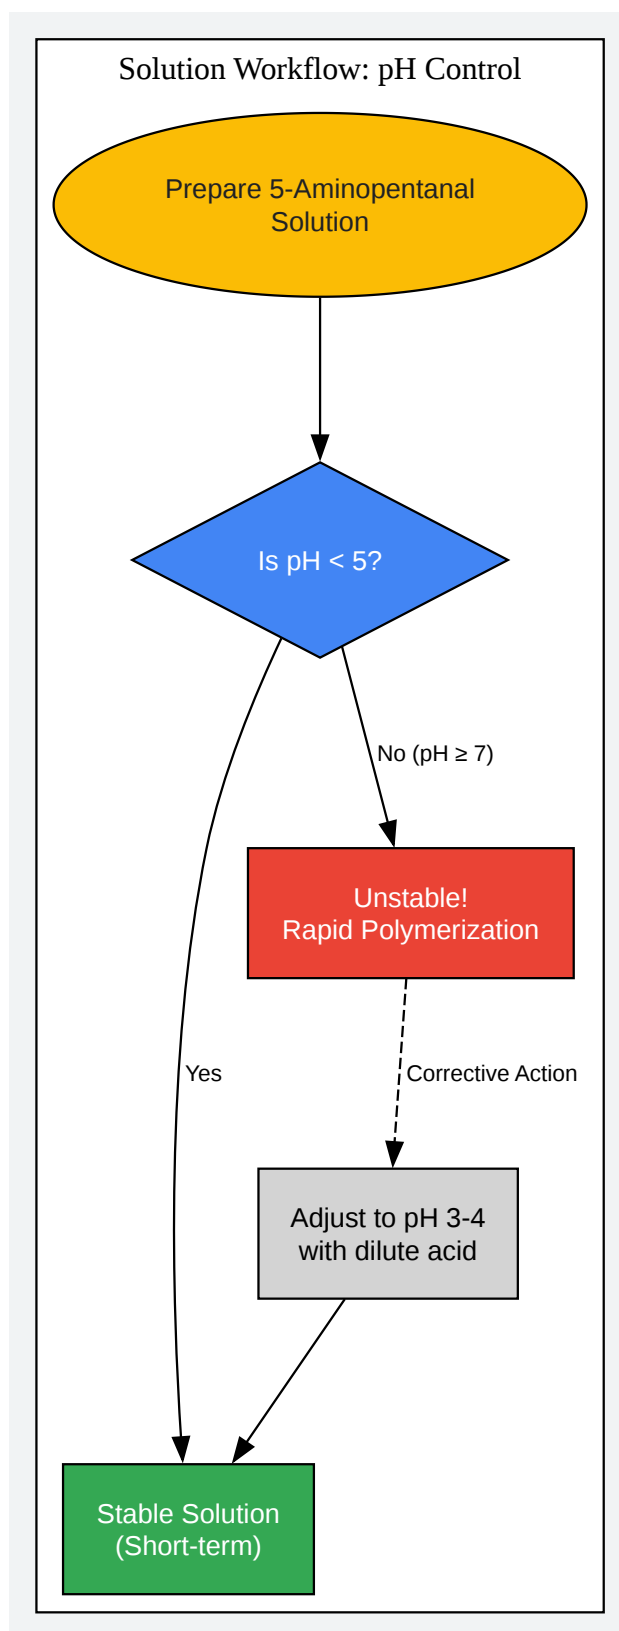 Solution Workflow: pH Control
Prepare 5-Aminopentanal
Solution
Is pH < 5?
No (pH ≥ 7)
Unstable!
Rapid Polymerization
Yes
Corrective Action
Adjust to pH 3-4
with dilute acid
Stable Solution
(Short-term)